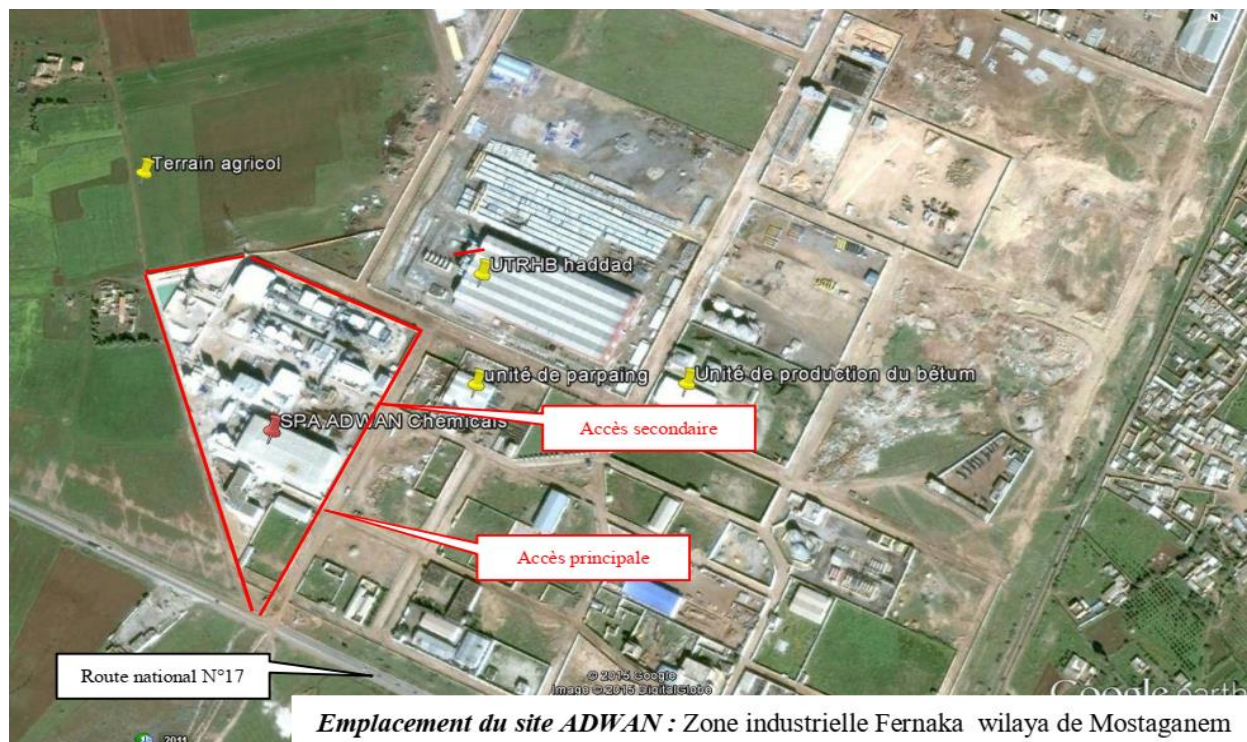 N
Terrain agricol
UTRHB haddad
unité de parpaing
Unité de production du bétum
SPA,ADWAN Chemicals
Accès secondaire
Accès principale
Route national N°17
© 2015 Google
Image © 2015 DigitalGlobe
Google earth
2011
Emplacement du site ADWAN : Zone industrielle Fernaka wilaya de Mostaganem